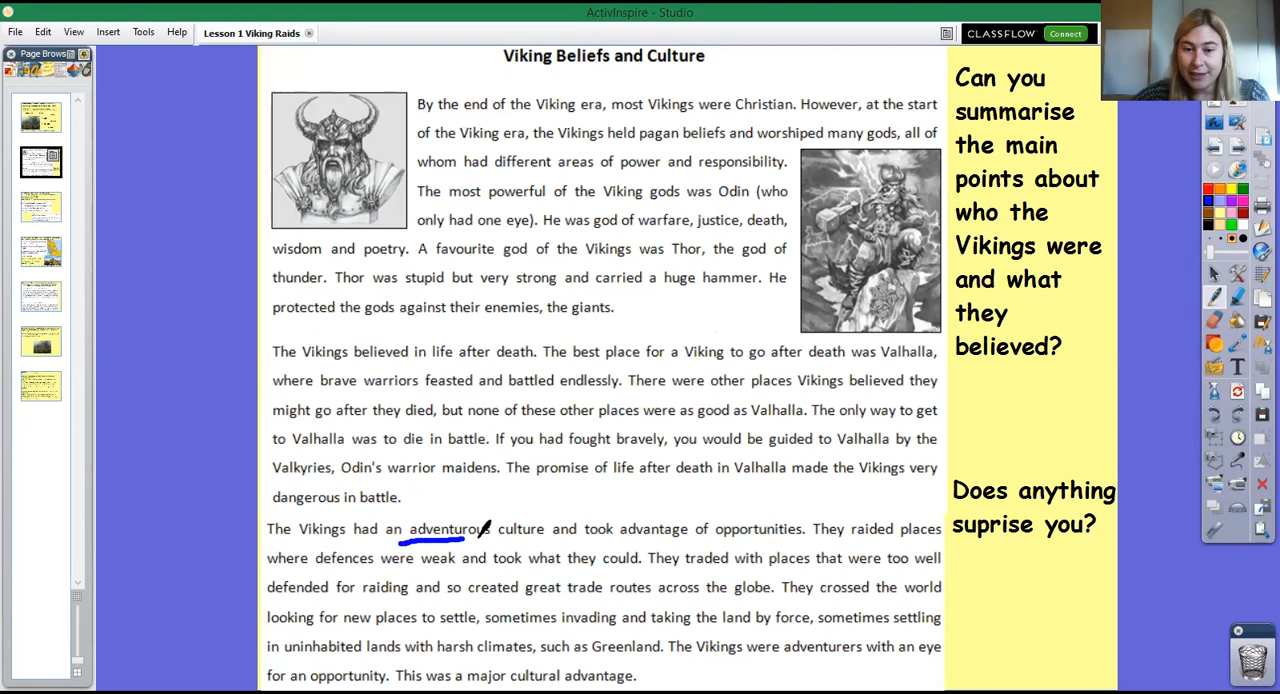 ActivInspire - Studio
File Edit View Insert Tools Help Lesson 1 Viking Raids
CLASSFLOW Connect
Page Brows
Viking Beliefs and Culture
By the end of the Viking era, most Vikings were Christian. However, at the start
of the Viking era, the Vikings held pagan beliefs and worshiped many gods, all of
whom had different areas of power and responsibility.
The most powerful of the Viking gods was Odin (who
only had one eye). He was god of warfare, justice, death,
wisdom and poetry. A favourite god of the Vikings was Thor, the god of
thunder. Thor was stupid but very strong and carried a huge hammer. He
protected the gods against their enemies, the giants.
The Vikings believed in life after death. The best place for a Viking to go after death was Valhalla,
where brave warriors feasted and battled endlessly. There were other places Vikings believed they
might go after they died, but none of these other places were as good as Valhalla. The only way to get
to Valhalla was to die in battle. If you had fought bravely, you would be guided to Valhalla by the
Valkyries, Odin's warrior maidens. The promise of life after death in Valhalla made the Vikings very
dangerous in battle.
The Vikings had an adventurous culture and took advantage of opportunities. They raided places
where defences were weak and took what they could. They traded with places that were too well
defended for raiding and so created great trade routes across the globe. They crossed the world
looking for new places to settle, sometimes invading and taking the land by force, sometimes settling
in uninhabited lands with harsh climates, such as Greenland. The Vikings were adventurers with an eye
for an opportunity. This was a major cultural advantage.
Can you
summarise
the main
points about
who the
Vikings were
and what
they
believed?
Does anything
suprise you?